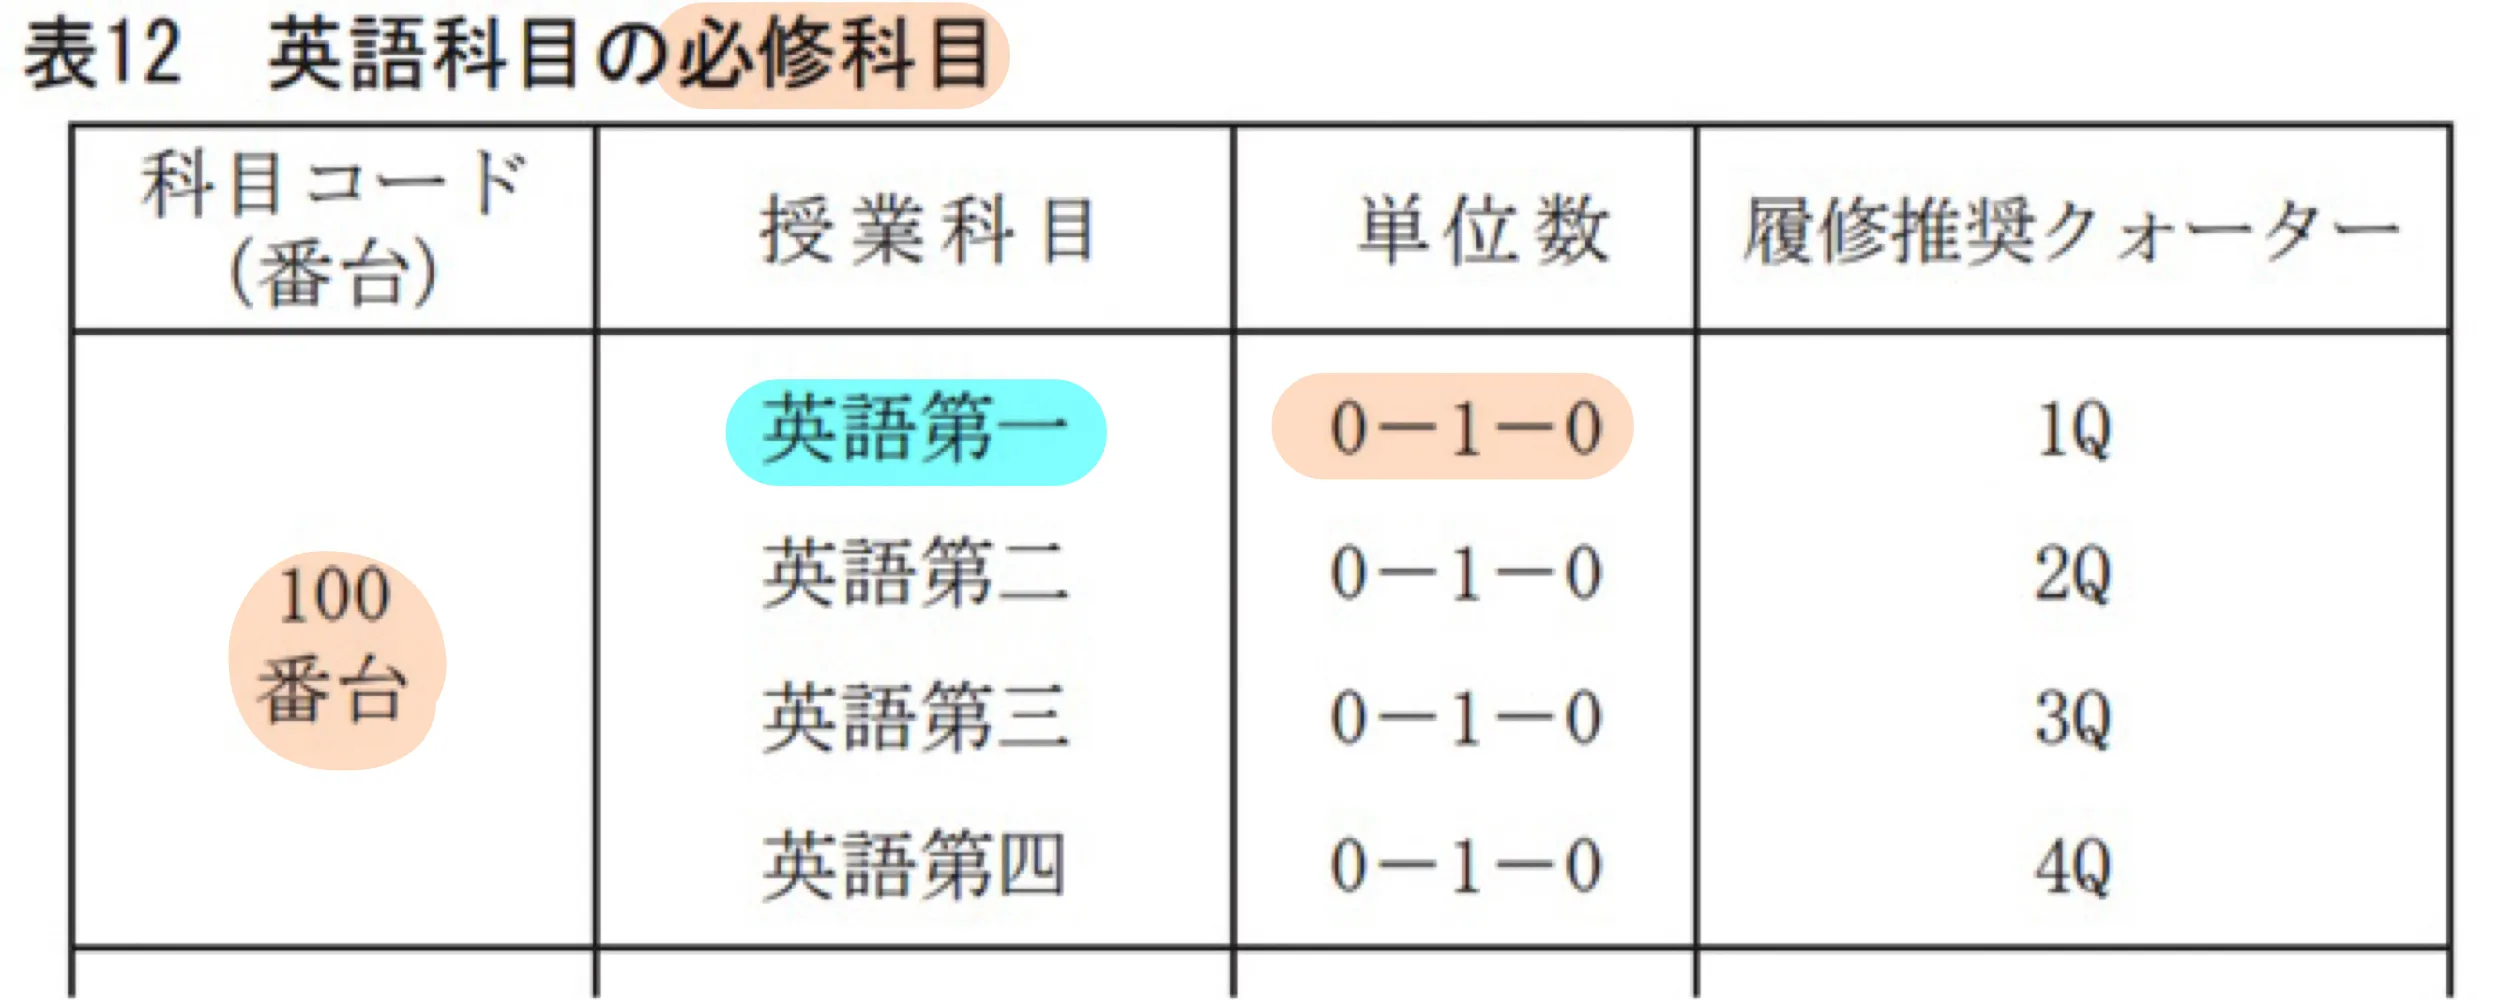 表12　英語科目の必修科目
科目コード
(番台)
授業科目
単位数
履修推奨クォーター
100
番台
英語第一 0－1－0 1Q
英語第二 0－1－0 2Q
英語第三 0－1－0 3Q
英語第四 0－1－0 4Q